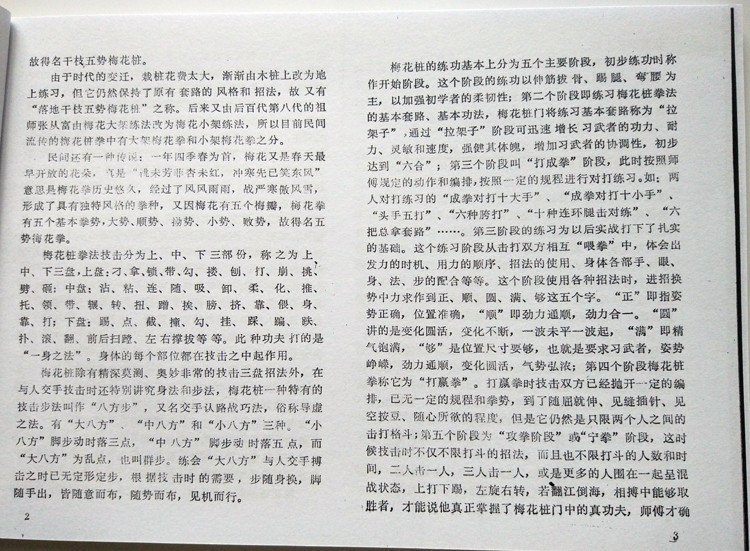 故得名干枝五势梅花桩。
由于时代的变迁，栽桩花费太大，渐渐由木桩上改为地
上练习，但它仍然保持了原有套路的风格和招法，故又有
“落地干枝五势梅花桩”之称。后来又由后百代第八代的祖
师张从富由梅花大架练法改为梅花小架练法，所以目前民间
流传的梅花桩拳中有大架梅花拳和小架梅花拳之分。
民间还有一种传说：一年四季春为首，梅花又是春天最
早开放的花朵，真是“桃未芳菲杏未红，冲寒先已笑东风”
意思是梅花拳历史悠久，经过了风风雨雨，战严寒傲风雪，
形成了具有独特风格的拳种，又因梅花有五个梅瓣，梅花拳
有五个基本拳势，大势、顺势、拗势、小势、败势，故得名五
势梅花拳。
梅花桩拳法技击分为上、中、下三部份，称之为上、
中、下三盘，上盘：刁、拿、锁、带、勾、搂、刨、打、崩、挑、
劈、砸；中盘：沾、粘、连、随、吸、卸、柔、化、推、
托、领、带、辗、转、扭、蹭、挨、膀、挤、靠、偎、身、
靠、打；下盘：踢、点、截、撞、勾、挂、踩、蹁、趺、
扑、滚、翻、前后扫蹚、左右撑拔等等。此种功夫打的是
“一身之法”。身体的每个部位都在技击之中起作用。
梅花桩除有精深莫测、奥妙非常的技击三盘招法外，在
与人交手技击时还特别讲究身法和步法，梅花桩一种特有的
技击步法叫作“八方步”，又名交手认路战巧法，俗称导虚
之法。有“大八方”、“中八方”和“小八方”三种。“小
八方”脚步动时落三点，“中八方”脚步动时落五点，而
“大八方”为乱点，也叫群步。练会“大八方”与人交手搏
击之时已无定形定步，根据技击时的需要，步随身换，脚
随手出，皆随意而布，随势而布，见机而行。
2
梅花桩的练功基本上分为五个主要阶段，初步练功时称
作开始阶段。这个阶段的练功以伸筋拔骨、踢腿、弯腰为
主，以加强初学者的柔韧性；第二个阶段即练习梅花桩拳法
的基本套路、基本功法，梅花桩门将练习基本套路称为“拉
架子”，通过“拉架子”阶段可迅速增长习武者的功力、耐
力、灵敏和速度，强健其体魄，增加习武者的协调性，初步
达到“六合”；第三个阶段叫“打成拳”阶段，此时按照师
傅规定的动作和编排，按照一定的规程进行对打练习。如：两
人对打练习的“成拳对打十大手”、“成拳对打十小手”、
“头手五打”、“六种胯打”、“十种连环腿击对练”、“六
把总拿套路”……。第三阶段的练习为以后实战打下了扎实
的基础。这个练习阶段从击打双方相互“喂拳”中，体会出
发力的时机、用力的顺序、招法的使用、身体各部手、眼、
身、法、步的配合等等。这个阶段使用各种招法时，进招换
势中力求作到正、顺、圆、满、够这五个字。“正”即指姿
势正确，位置准确，“顺”即劲力通顺，劲力合一。“圆”
讲的是变化圆活，变化不断，一波未平一波起，“满”即精
气饱满，“够”是位置尺寸要够，也就是要求习武者，姿势
峥嵘，劲力通顺，变化圆活，气势弘浓；第四个阶段梅花桩
拳称它为“打赢拳”。打赢拳时技击双方已经抛开一定的编
排，已无一定的规程和拳势，到了随屈就伸、见缝插针、见
空按豆、随心所欲的程度，但是它仍然是只限两个人之间的
击打格斗；第五个阶段为“攻拳阶段”或“宁拳”阶段，这时
候技击时不仅不限打斗的招法，而且也不限打斗的人数和时
间，二人击一人，三人击一人，或是更多的人围在一起呈混
战状态，上打下踢，左旋右转，若翻江倒海，相搏中能够取
胜者，才能说他真正掌握了梅花桩门中的真功夫，师傅才确
3